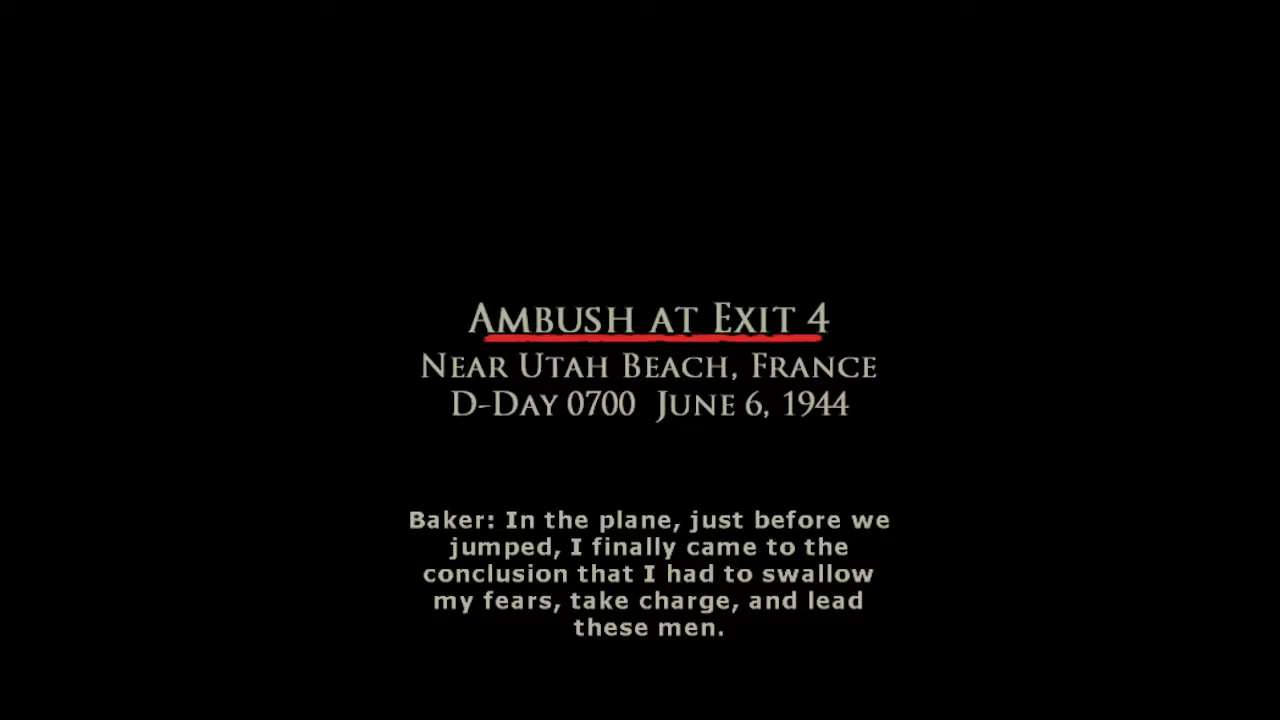 Ambush at Exit 4
Near Utah Beach, France
D-Day 0700 June 6, 1944
Baker: In the plane, just before we
jumped, I finally came to the
conclusion that I had to swallow
my fears, take charge, and lead
these men.